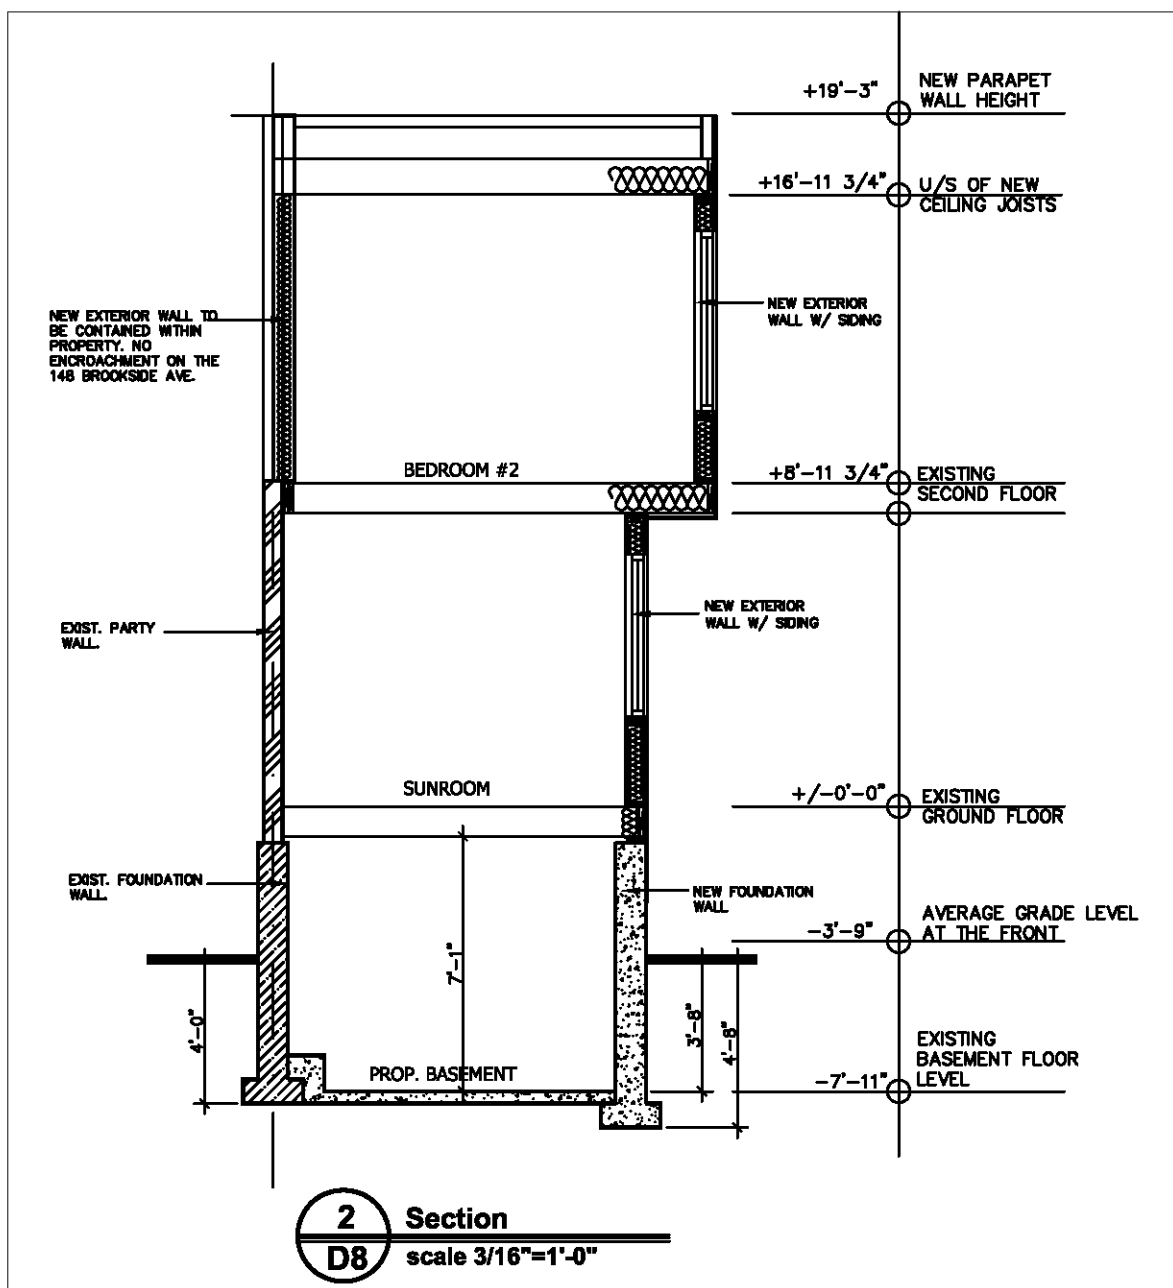 +19'-3"
NEW PARAPET
WALL HEIGHT
+16'-11 3/4"
U/S OF NEW
CEILING JOISTS
NEW EXTERIOR WALL TO
BE CONTAINED WITHIN
PROPERTY. NO
ENCROACHMENT ON THE
148 BROOKSIDE AVE.
NEW EXTERIOR
WALL W/ SIDING
BEDROOM #2
+8'-11 3/4"
EXISTING
SECOND FLOOR
EXIST. PARTY
WALL.
NEW EXTERIOR
WALL W/ SIDING
SUNROOM
+/-0'-0"
EXISTING
GROUND FLOOR
EXIST. FOUNDATION
WALL.
NEW FOUNDATION
WALL
AVERAGE GRADE LEVEL
AT THE FRONT
-3'-9"
7'-1"
4'-0"
3'-8"
4'-8"
PROP. BASEMENT
EXISTING
BASEMENT FLOOR
LEVEL
-7'-11"
2
D8
Section
scale 3/16"=1'-0"